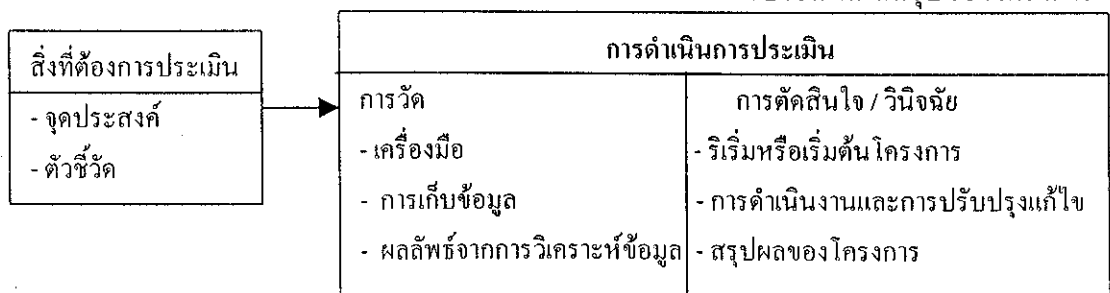 สิ่งที่ต้องการประเมิน
- จุดประสงค์
- ตัวชี้วัด
การดำเนินการประเมิน
การวัด
- เครื่องมือ
- การเก็บข้อมูล
- ผลลัพธ์จากการวิเคราะห์ข้อมูล
การตัดสินใจ / วินิจฉัย
- ริเริ่มหรือเริ่มต้นโครงการ
- การดำเนินงานและการปรับปรุงแก้ไข
- สรุปผลของโครงการ